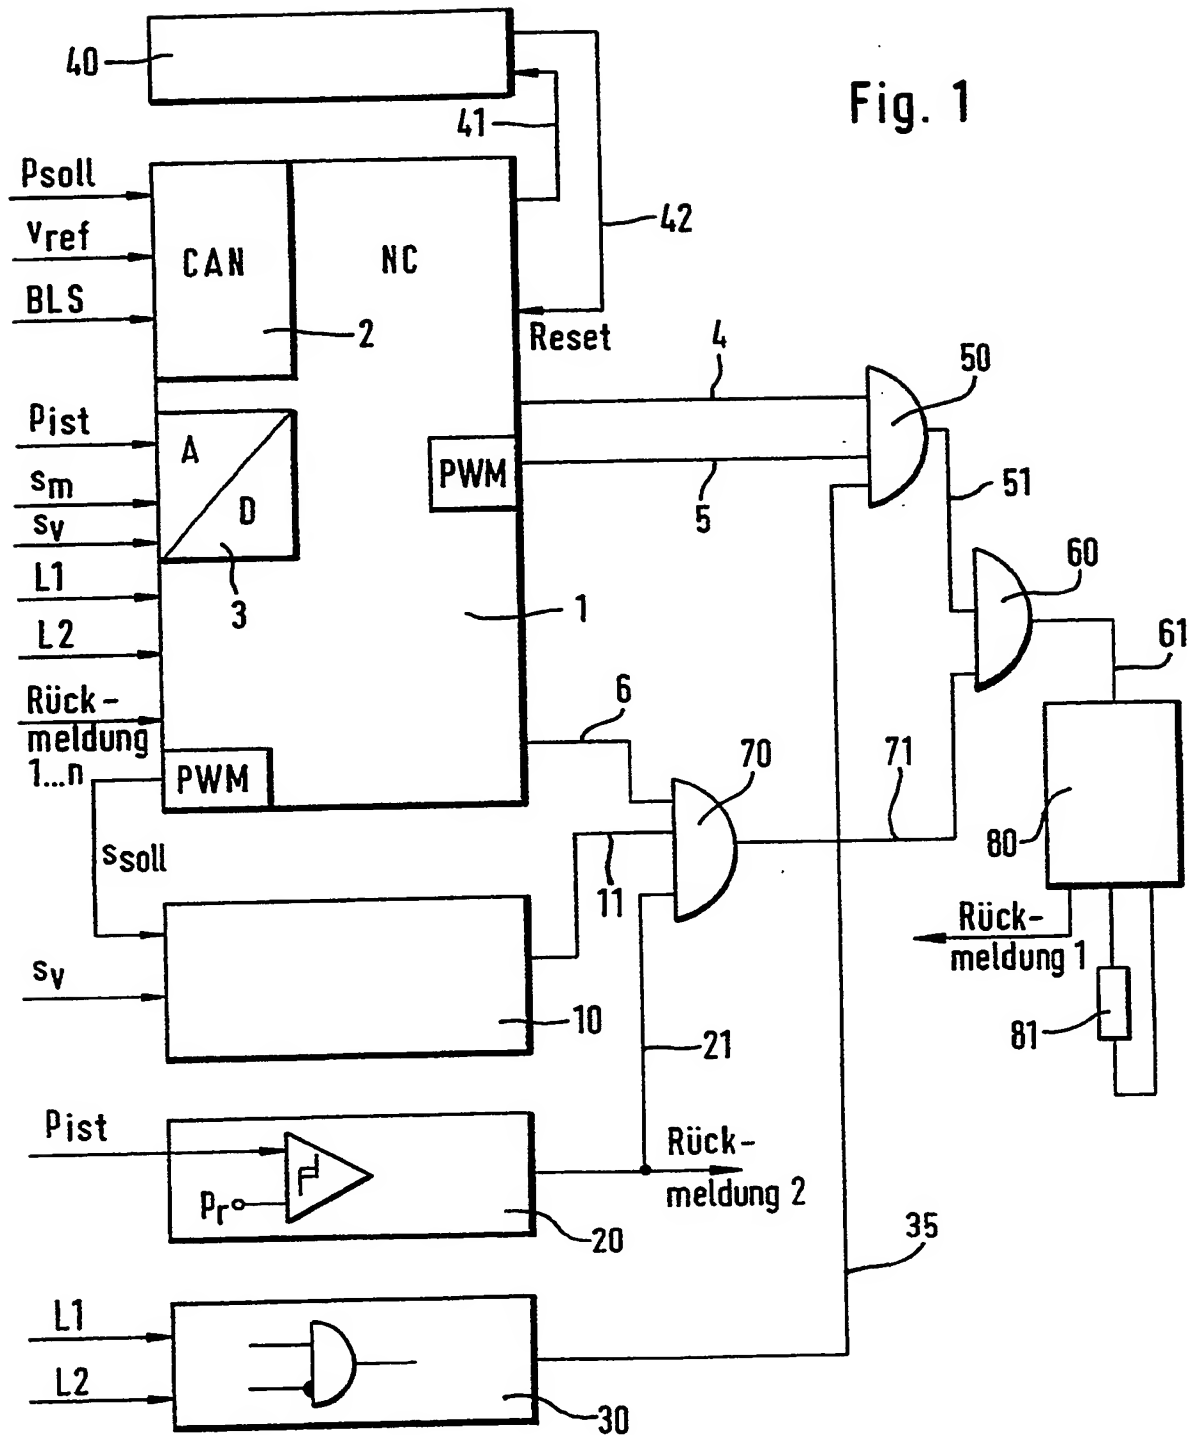 Fig. 1
40
41
42
Psoll
vref
BLS
CAN
NC
2
Reset
Pist
sm
sv
A
D
3
L1
L2
Rück-
meldung
1...n
PWM
PWM
1
4
5
50
51
60
61
6
70
71
80
81
Rück-
meldung 1
ssoll
sv
10
11
21
Pist
pr
20
Rück-
meldung 2
35
L1
L2
30